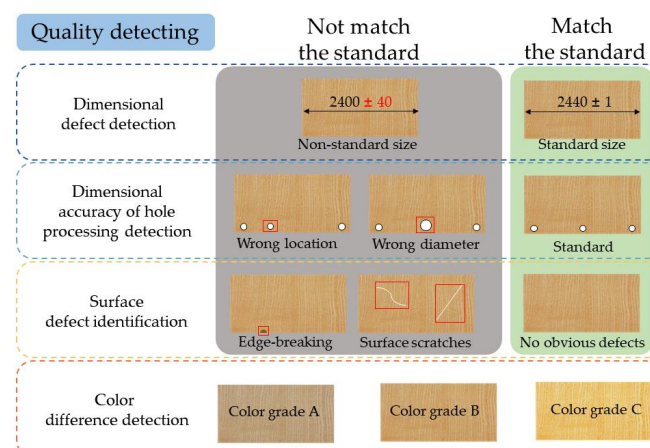 Quality detecting
Not match
the standard
Match
the standard
Dimensional
defect detection
2400 ± 40
Non-standard size
2440 ± 1
Standard size
Dimensional
accuracy of hole
processing detection
Wrong location
Wrong diameter
Standard
Surface
defect identification
Edge-breaking
Surface scratches
No obvious defects
Color
difference detection
Color grade A
Color grade B
Color grade C